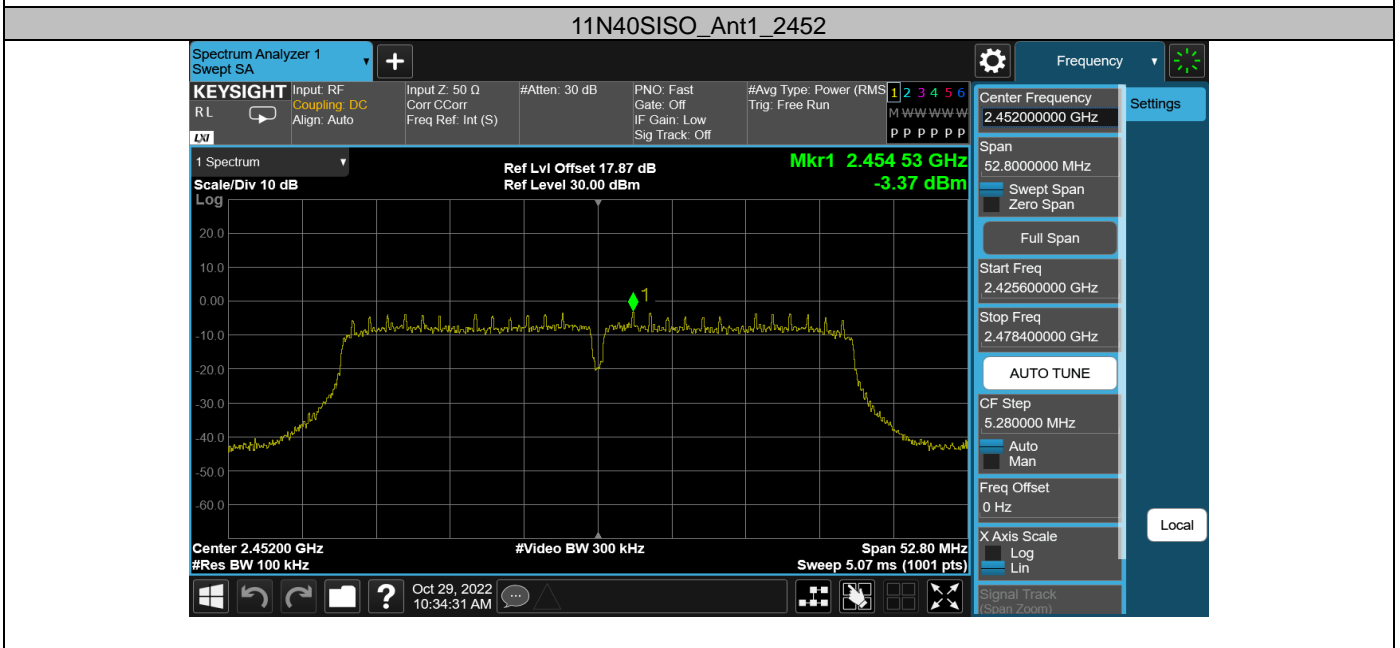 11N40SISO_Ant1_2452
Spectrum Analyzer 1
Swept SA
Frequency
KEYSIGHT
RL
LXI
Input: RF
Coupling: DC
Align: Auto
Input Z: 50 Ω
Corr CCorr
Freq Ref: Int (S)
#Atten: 30 dB
PNO: Fast
Gate: Off
IF Gain: Low
Sig Track: Off
#Avg Type: Power (RMS
Trig: Free Run
1 2 3 4 5 6
M W W W W W
P P P P P P
1 Spectrum
Scale/Div 10 dB
Ref Lvl Offset 17.87 dB
Ref Level 30.00 dBm
Mkr1 2.454 53 GHz
-3.37 dBm
Log
20.0
10.0
0.00
-10.0
-20.0
-30.0
-40.0
-50.0
-60.0
1
Center 2.45200 GHz
#Res BW 100 kHz
#Video BW 300 kHz
Span 52.80 MHz
Sweep 5.07 ms (1001 pts)
Center Frequency
2.452000000 GHz
Span
52.8000000 MHz
Swept Span
Zero Span
Full Span
Start Freq
2.425600000 GHz
Stop Freq
2.478400000 GHz
AUTO TUNE
CF Step
5.280000 MHz
Auto
Man
Freq Offset
0 Hz
X Axis Scale
Log
Lin
Signal Track
(Span Zoom)
Settings
Local
?
Oct 29, 2022
10:34:31 AM